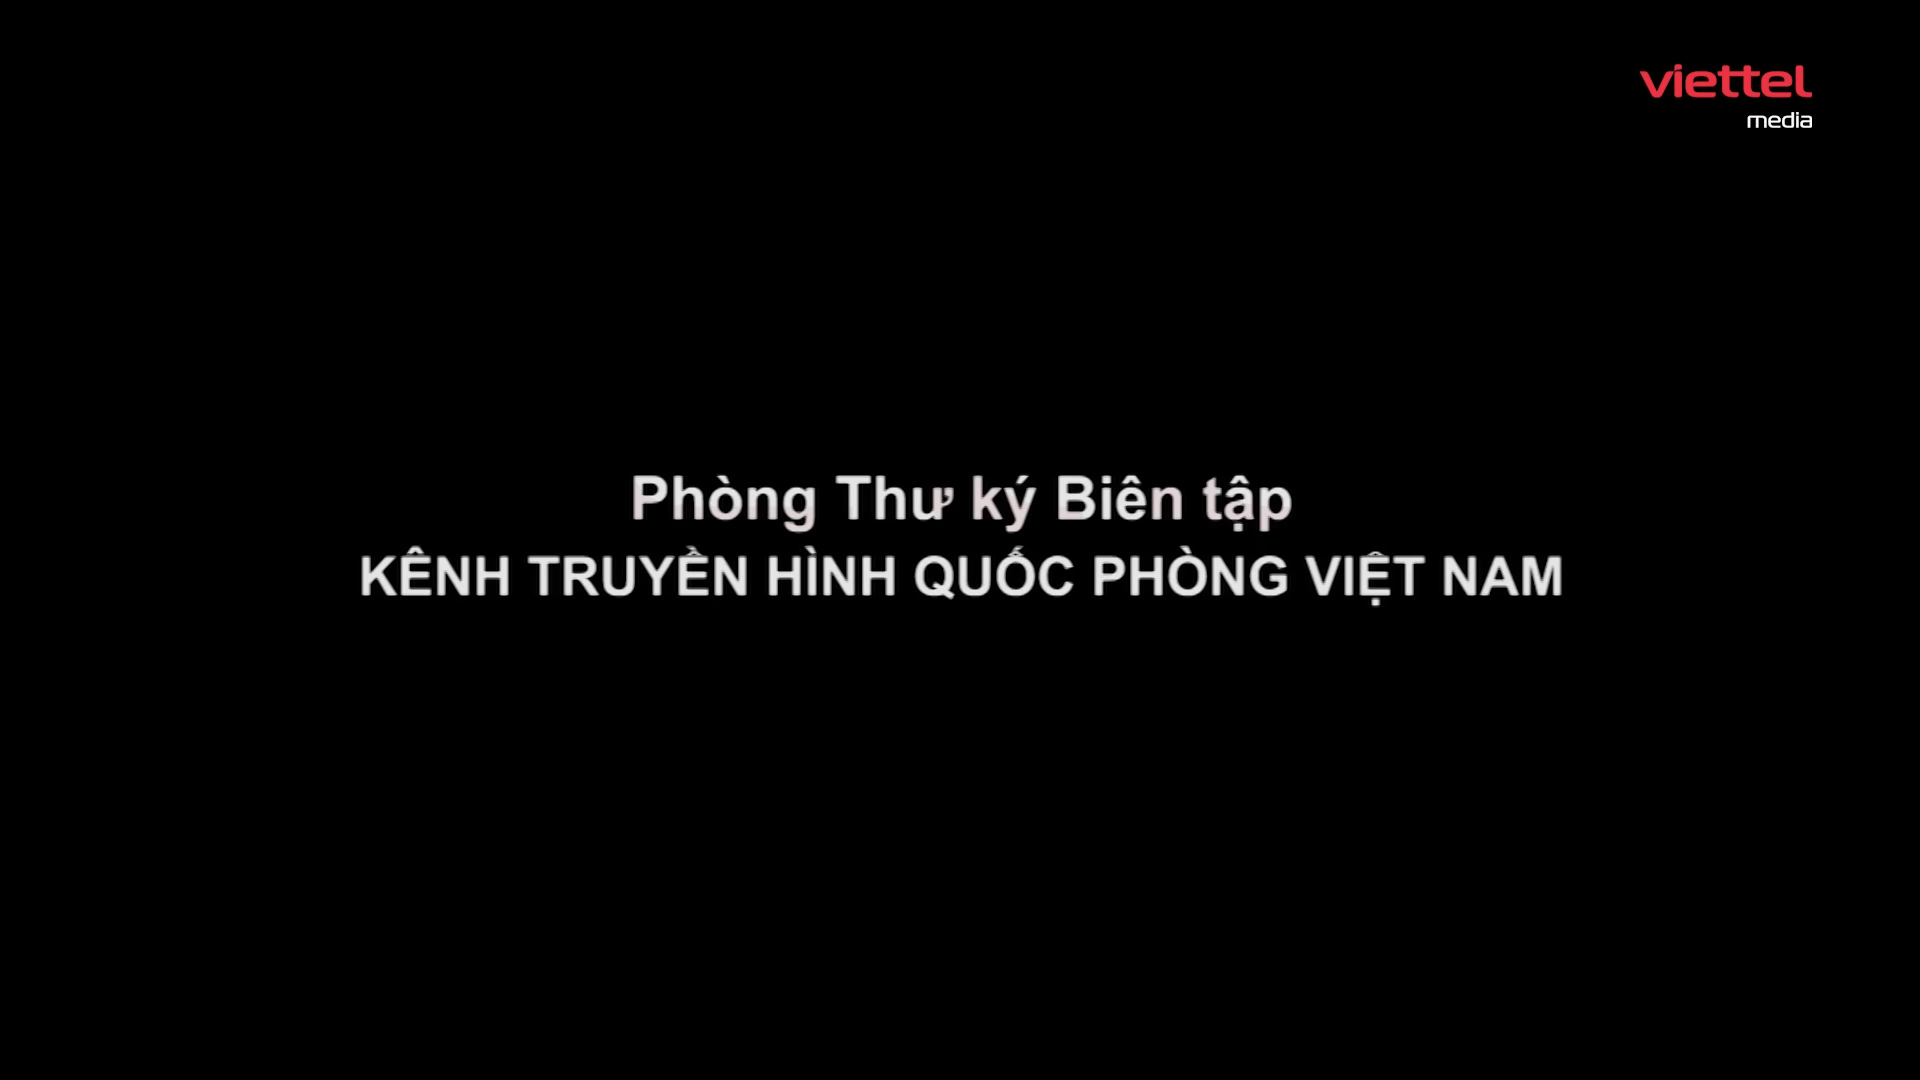 viettel
media
Phòng Thư ký Biên tập
KÊNH TRUYỀN HÌNH QUỐC PHÒNG VIỆT NAM